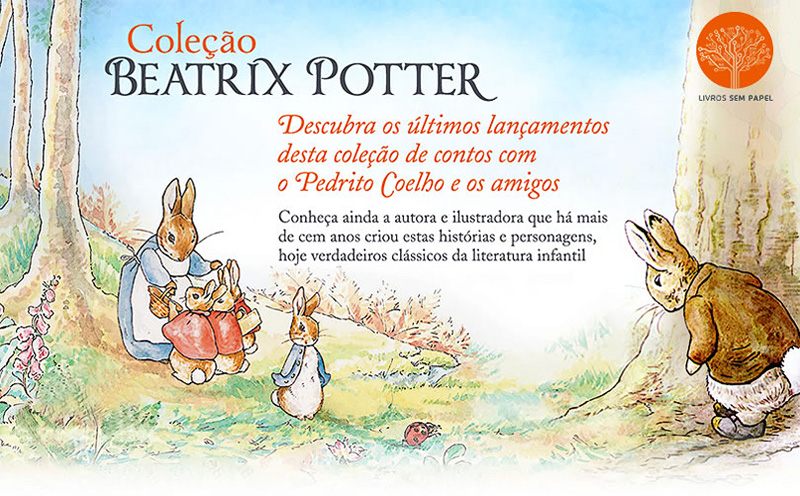 Coleção
BEATRIX POTTER
LIVROS SEM PAPEL
Descubra os últimos lançamentos
desta coleção de contos com
o Pedrito Coelho e os amigos
Conheça ainda a autora e ilustradora que há mais
de cem anos criou estas histórias e personagens,
hoje verdadeiros clássicos da literatura infantil